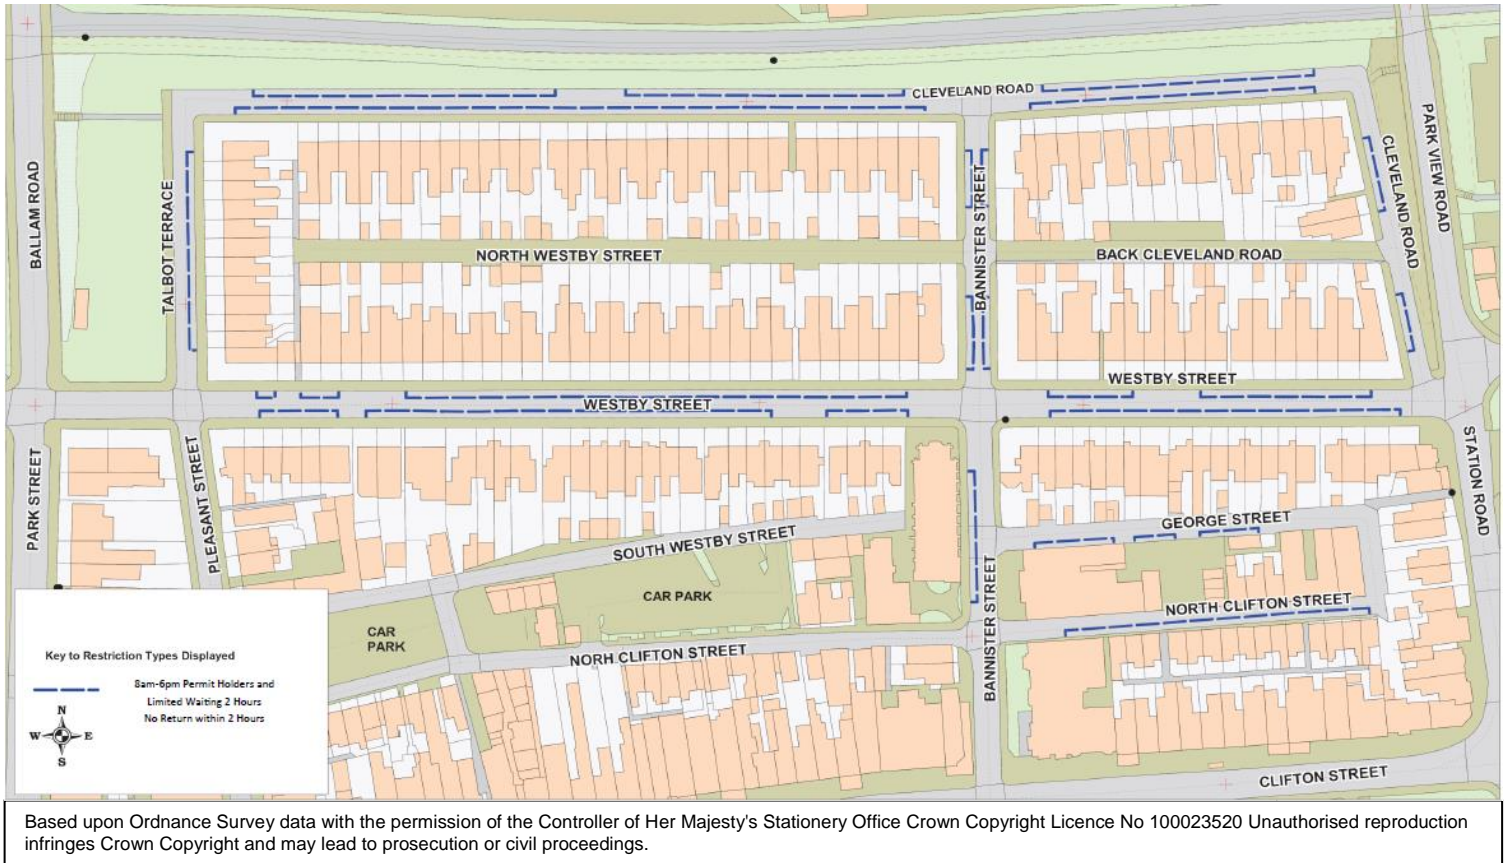 CLEVELAND ROAD
PARK VIEW ROAD
CLEVELAND ROAD
BALLAM ROAD
TALBOT TERRACE
BANNISTER STREET
NORTH WESTBY STREET
BACK CLEVELAND ROAD
WESTBY STREET
WESTBY STREET
PARK STREET
PLEASANT STREET
STATION ROAD
GEORGE STREET
SOUTH WESTBY STREET
BANNISTER STREET
CAR PARK
NORTH CLIFTON STREET
CAR
PARK
NORH CLIFTON STREET
CLIFTON STREET
Key to Restriction Types Displayed
8am-6pm Permit Holders and
Limited Waiting 2 Hours
No Return within 2 Hours
N
W E
S
Based upon Ordnance Survey data with the permission of the Controller of Her Majesty's Stationery Office Crown Copyright Licence No 100023520 Unauthorised reproduction
infringes Crown Copyright and may lead to prosecution or civil proceedings.